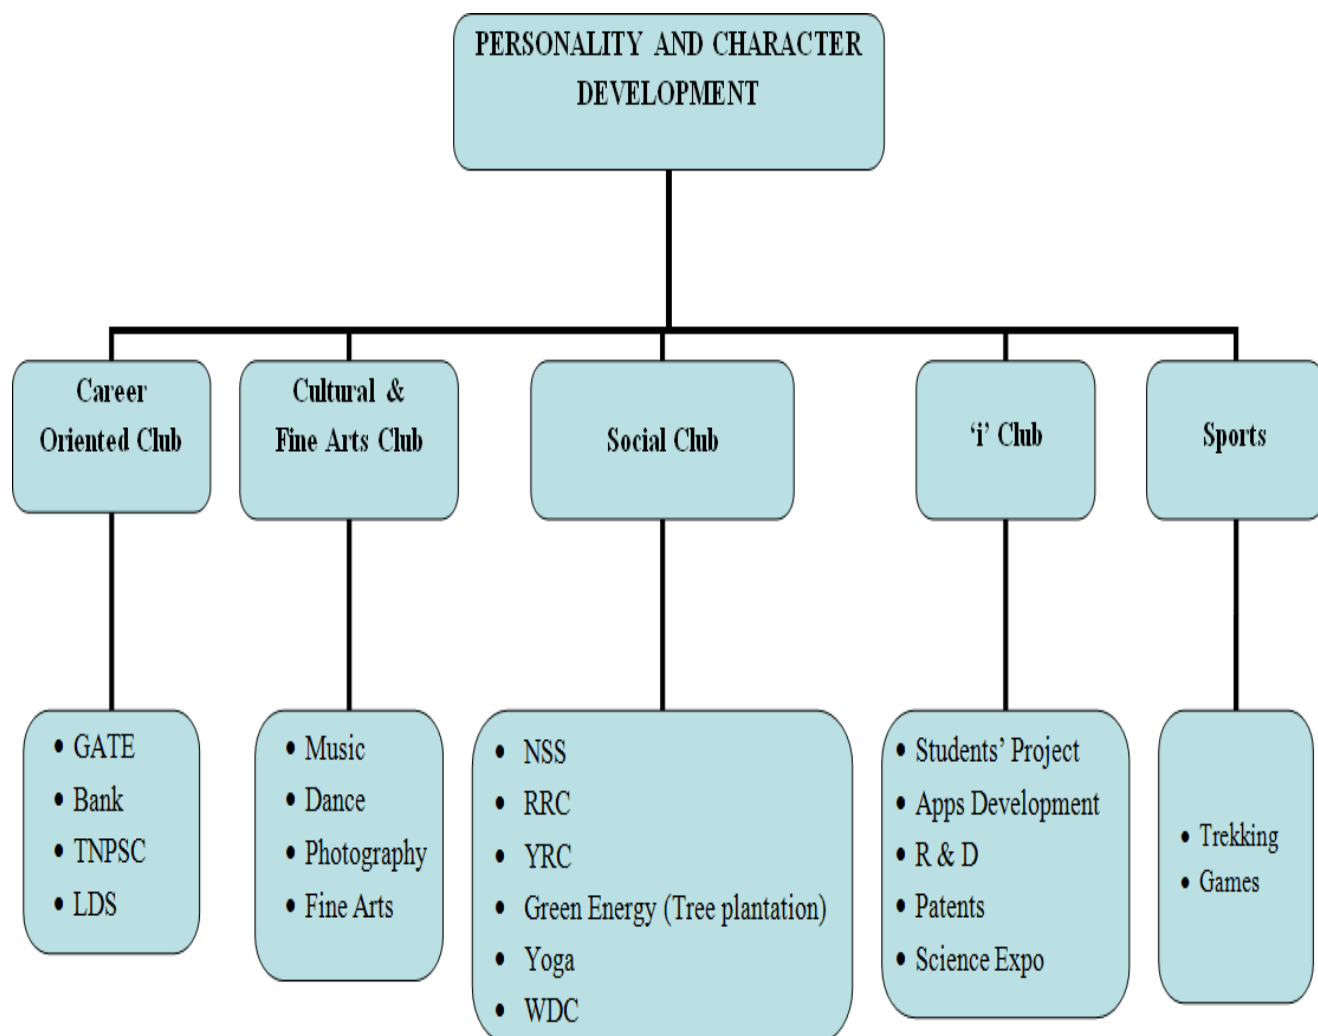 PERSONALITY AND CHARACTER
DEVELOPMENT
Career
Oriented Club
Cultural &
Fine Arts Club
Social Club
‘i’ Club
Sports
• GATE
• Bank
• TNPSC
• LDS
• Music
• Dance
• Photography
• Fine Arts
• NSS
• RRC
• YRC
• Green Energy (Tree plantation)
• Yoga
• WDC
• Students’ Project
• Apps Development
• R & D
• Patents
• Science Expo
• Trekking
• Games